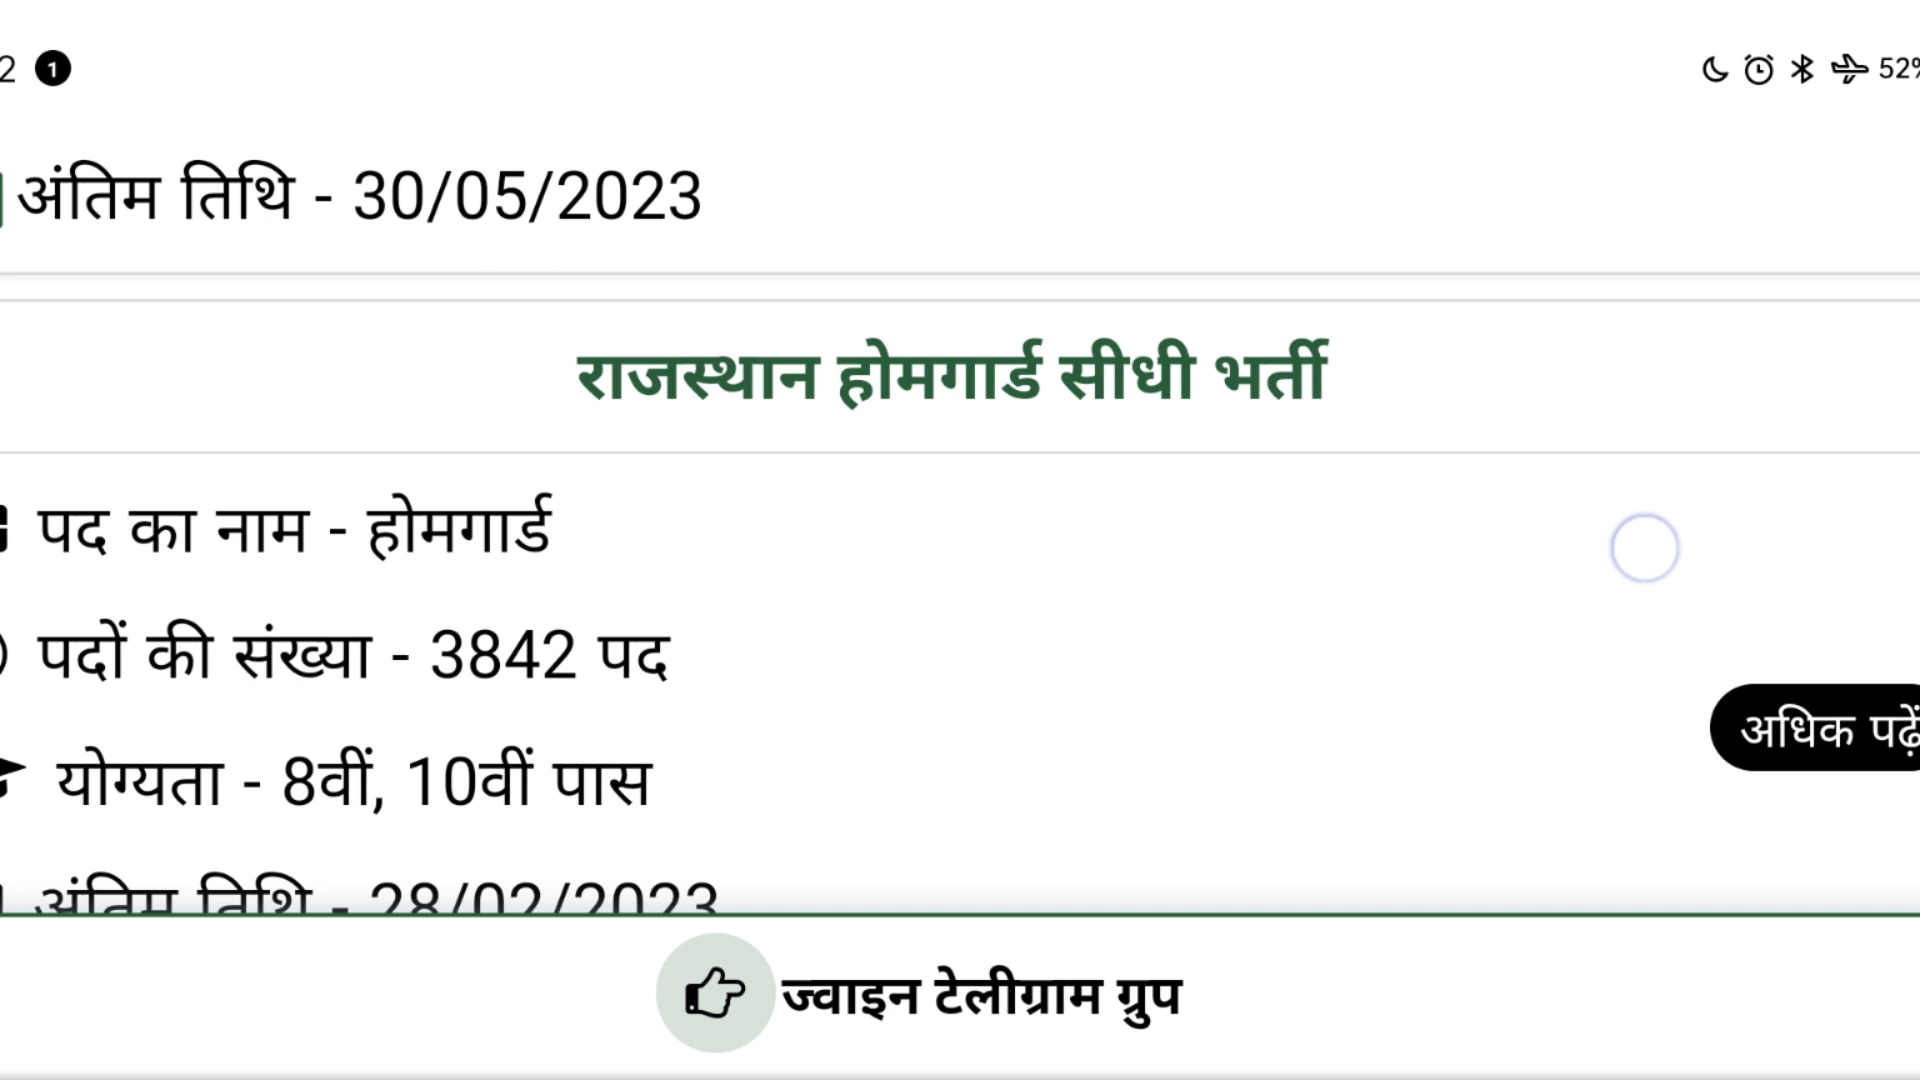 2 1 52%
अंतिम तिथि - 30/05/2023
राजस्थान होमगार्ड सीधी भर्ती
पद का नाम - होमगार्ड
पदों की संख्या - 3842 पद
अधिक पढ़ें
योग्यता - 8वीं, 10वीं पास
अंतिम तिथि - 28/02/2023
ज्वाइन टेलीग्राम ग्रुप